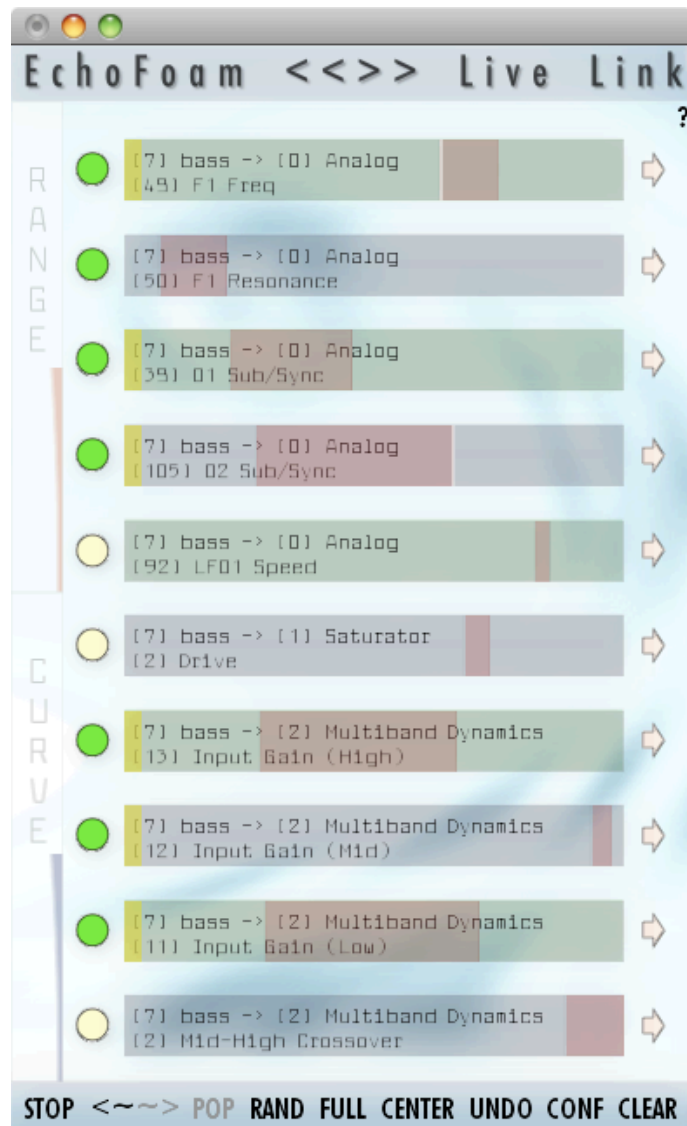 EchoFoam <<>> Live Link
?
RANGE
[7] bass -> [0] Analog
[49] F1 Freq
[7] bass -> [0] Analog
[50] F1 Resonance
[7] bass -> [0] Analog
[39] O1 Sub/Sync
[7] bass -> [0] Analog
[105] O2 Sub/Sync
[7] bass -> [0] Analog
[92] LFO1 Speed
CURVE
[7] bass -> [1] Saturator
[2] Drive
[7] bass -> [2] Multiband Dynamics
[13] Input Gain (High)
[7] bass -> [2] Multiband Dynamics
[12] Input Gain (Mid)
[7] bass -> [2] Multiband Dynamics
[11] Input Gain (Low)
[7] bass -> [2] Multiband Dynamics
[2] Mid-High Crossover
STOP <~~> POP RAND FULL CENTER UNDO CONF CLEAR